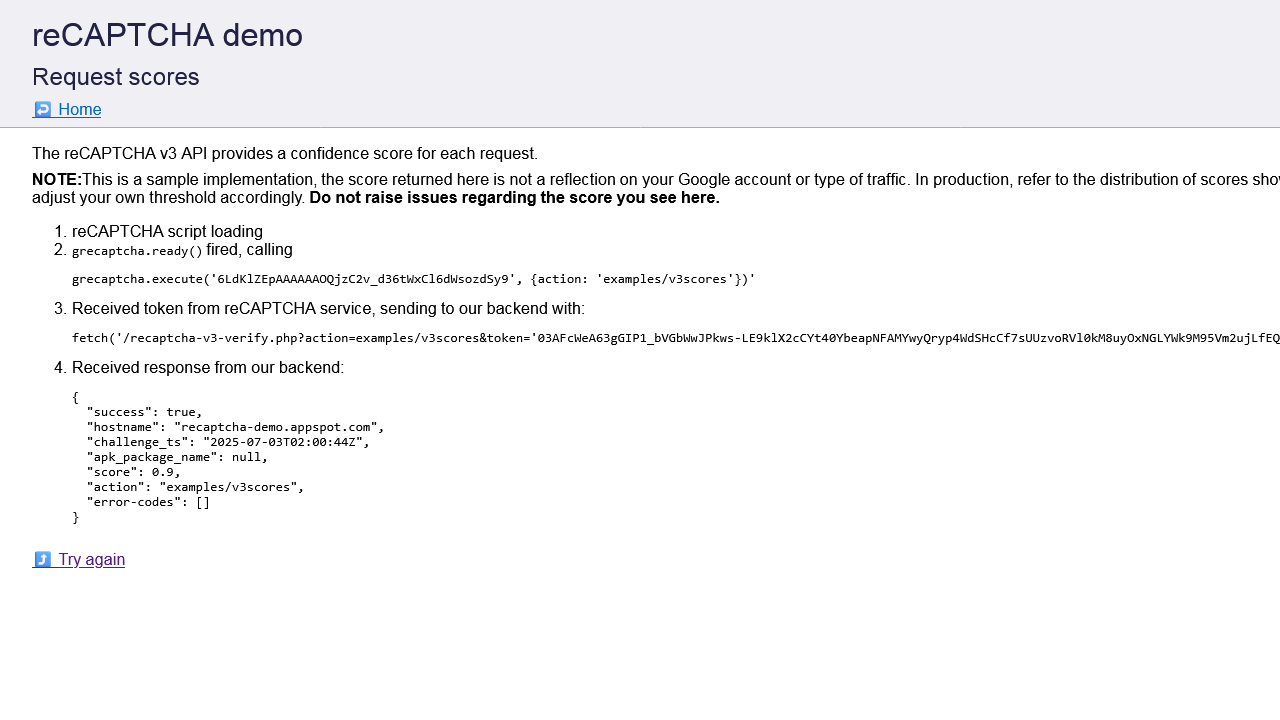 reCAPTCHA demo
Request scores
Home
The reCAPTCHA v3 API provides a confidence score for each request.
NOTE:This is a sample implementation, the score returned here is not a reflection on your Google account or type of traffic. In production, refer to the distribution of scores
adjust your own threshold accordingly. Do not raise issues regarding the score you see here.
1. reCAPTCHA script loading
2. grecaptcha.ready() fired, calling
grecaptcha.execute('6LdKlZEpAAAAAAOQjzC2v_d36tWxCl6dWsozdSy9', {action: 'examples/v3scores'})'
3. Received token from reCAPTCHA service, sending to our backend with:
fetch('/recaptcha-v3-verify.php?action=examples/v3scores&token='03AFcWeA63gGIP1_bVGbWwJPkws-LE9klX2cCYt40YbeapNFAMYwyQryp4WdSHcCf7sUUzvoRVl0kM8uyOxNGLYWk9M95Vm2ujLfEQ
4. Received response from our backend:
{
  "success": true,
  "hostname": "recaptcha-demo.appspot.com",
  "challenge_ts": "2025-07-03T02:00:44Z",
  "apk_package_name": null,
  "score": 0.9,
  "action": "examples/v3scores",
  "error-codes": []
}
Try again